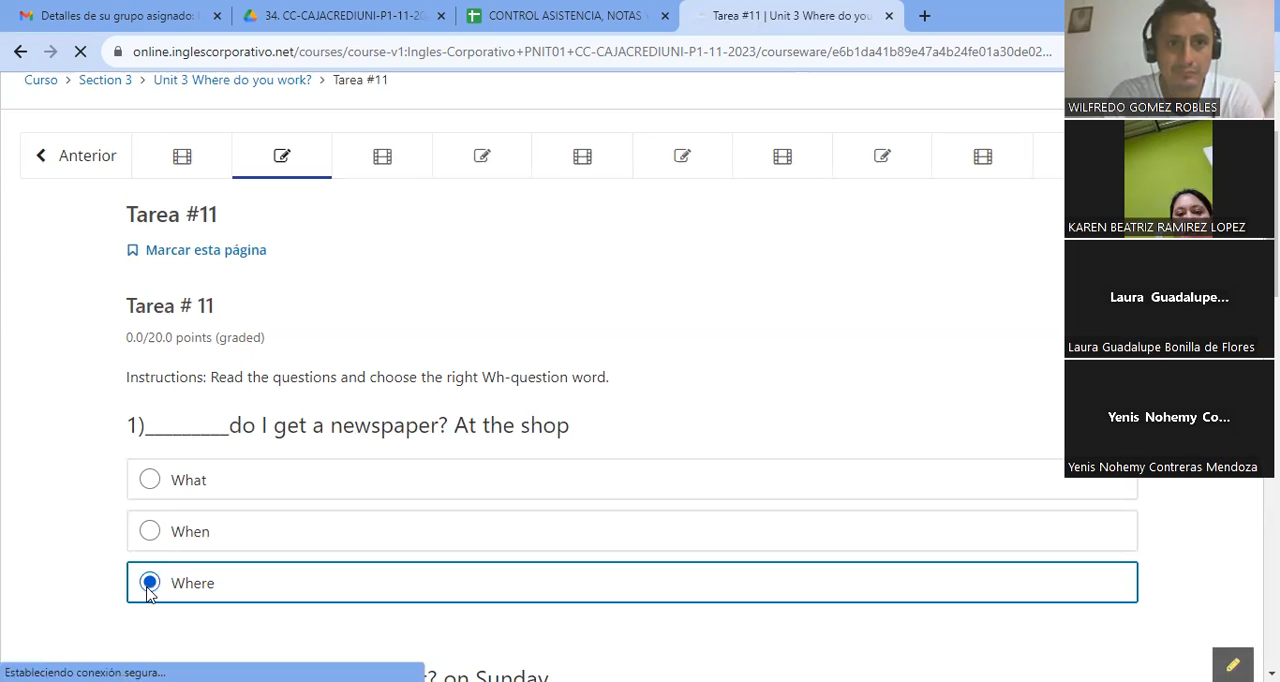 Detalles de su grupo asignado:
34. CC-CAJACREDIUNI-P1-11-20
CONTROL ASISTENCIA, NOTAS Y
Tarea #11 | Unit 3 Where do you
online.inglescorporativo.net/courses/course-v1:Ingles-Corporativo+PNIT01+CC-CAJACREDIUNI-P1-11-2023/courseware/e6b1da41b89e47a4b24fe01a30de02...
Curso > Section 3 > Unit 3 Where do you work? > Tarea #11
Anterior
Tarea #11
Marcar esta página
Tarea # 11
0.0/20.0 points (graded)
Instructions: Read the questions and choose the right Wh-question word.
1)_________do I get a newspaper? At the shop
What
When
Where
r? on Sunday
Estableciendo conexión segura...
WILFREDO GOMEZ ROBLES
KAREN BEATRIZ RAMIREZ LOPEZ
Laura Guadalupe...
Laura Guadalupe Bonilla de Flores
Yenis Nohemy Co...
Yenis Nohemy Contreras Mendoza